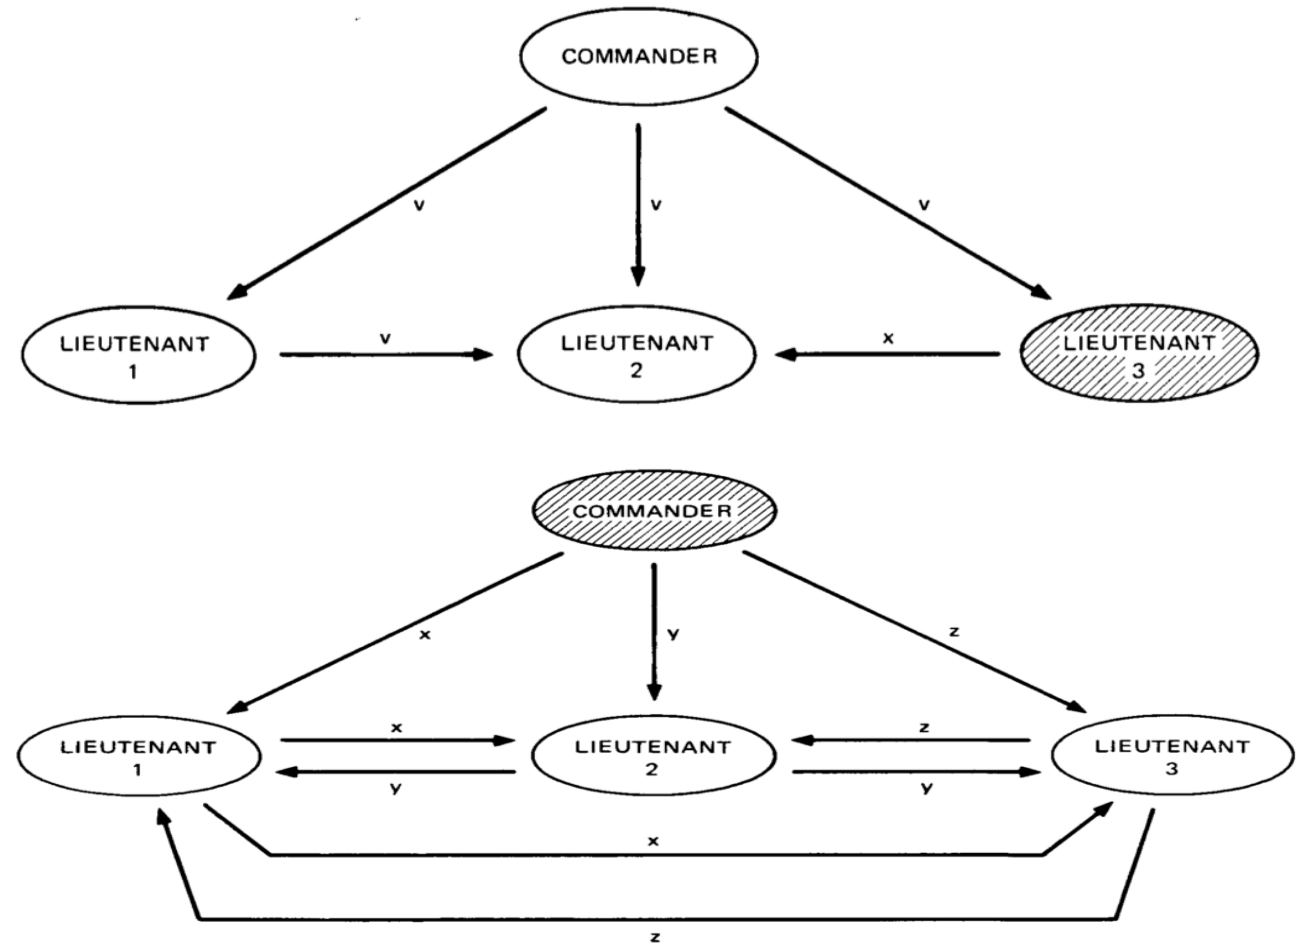 COMMANDER
v
v
v
LIEUTENANT
1
v
LIEUTENANT
2
x
LIEUTENANT
3
COMMANDER
x
y
z
LIEUTENANT
1
x
y
LIEUTENANT
2
z
y
LIEUTENANT
3
x
z